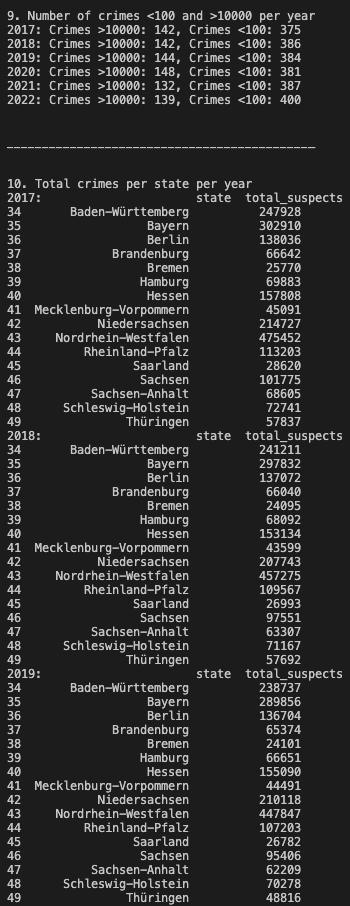 9. Number of crimes <100 and >10000 per year
2017: Crimes >10000: 142, Crimes <100: 375
2018: Crimes >10000: 142, Crimes <100: 386
2019: Crimes >10000: 144, Crimes <100: 384
2020: Crimes >10000: 148, Crimes <100: 381
2021: Crimes >10000: 132, Crimes <100: 387
2022: Crimes >10000: 139, Crimes <100: 400
____________________________________________
10. Total crimes per state per year
2017: state total_suspects
34 Baden-Württemberg 247928
35 Bayern 302910
36 Berlin 138036
37 Brandenburg 66642
38 Bremen 25770
39 Hamburg 69883
40 Hessen 157808
41 Mecklenburg-Vorpommern 45091
42 Niedersachsen 214727
43 Nordrhein-Westfalen 475452
44 Rheinland-Pfalz 113203
45 Saarland 28620
46 Sachsen 101775
47 Sachsen-Anhalt 68605
48 Schleswig-Holstein 72741
49 Thüringen 57837
2018: state total_suspects
34 Baden-Württemberg 241211
35 Bayern 297832
36 Berlin 137072
37 Brandenburg 66040
38 Bremen 24095
39 Hamburg 68092
40 Hessen 153134
41 Mecklenburg-Vorpommern 43599
42 Niedersachsen 207743
43 Nordrhein-Westfalen 457275
44 Rheinland-Pfalz 109567
45 Saarland 26993
46 Sachsen 97551
47 Sachsen-Anhalt 63307
48 Schleswig-Holstein 71167
49 Thüringen 57692
2019: state total_suspects
34 Baden-Württemberg 238737
35 Bayern 289856
36 Berlin 136704
37 Brandenburg 65374
38 Bremen 24101
39 Hamburg 66651
40 Hessen 155090
41 Mecklenburg-Vorpommern 44491
42 Niedersachsen 210118
43 Nordrhein-Westfalen 447847
44 Rheinland-Pfalz 107203
45 Saarland 26782
46 Sachsen 95406
47 Sachsen-Anhalt 62209
48 Schleswig-Holstein 70278
49 Thüringen 48816